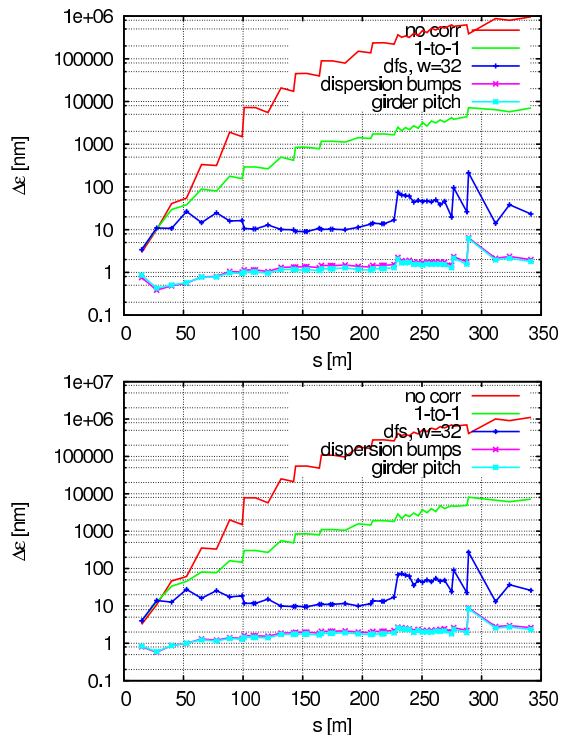 1e+06
100000
10000
1000
100
10
1
0.1
Δε [nm]
no corr
1-to-1
dfs, w=32
dispersion bumps
girder pitch
0 50 100 150 200 250 300 350
s [m]
1e+07
1e+06
100000
10000
1000
100
10
1
0.1
Δε [nm]
no corr
1-to-1
dfs, w=32
dispersion bumps
girder pitch
0 50 100 150 200 250 300 350
s [m]